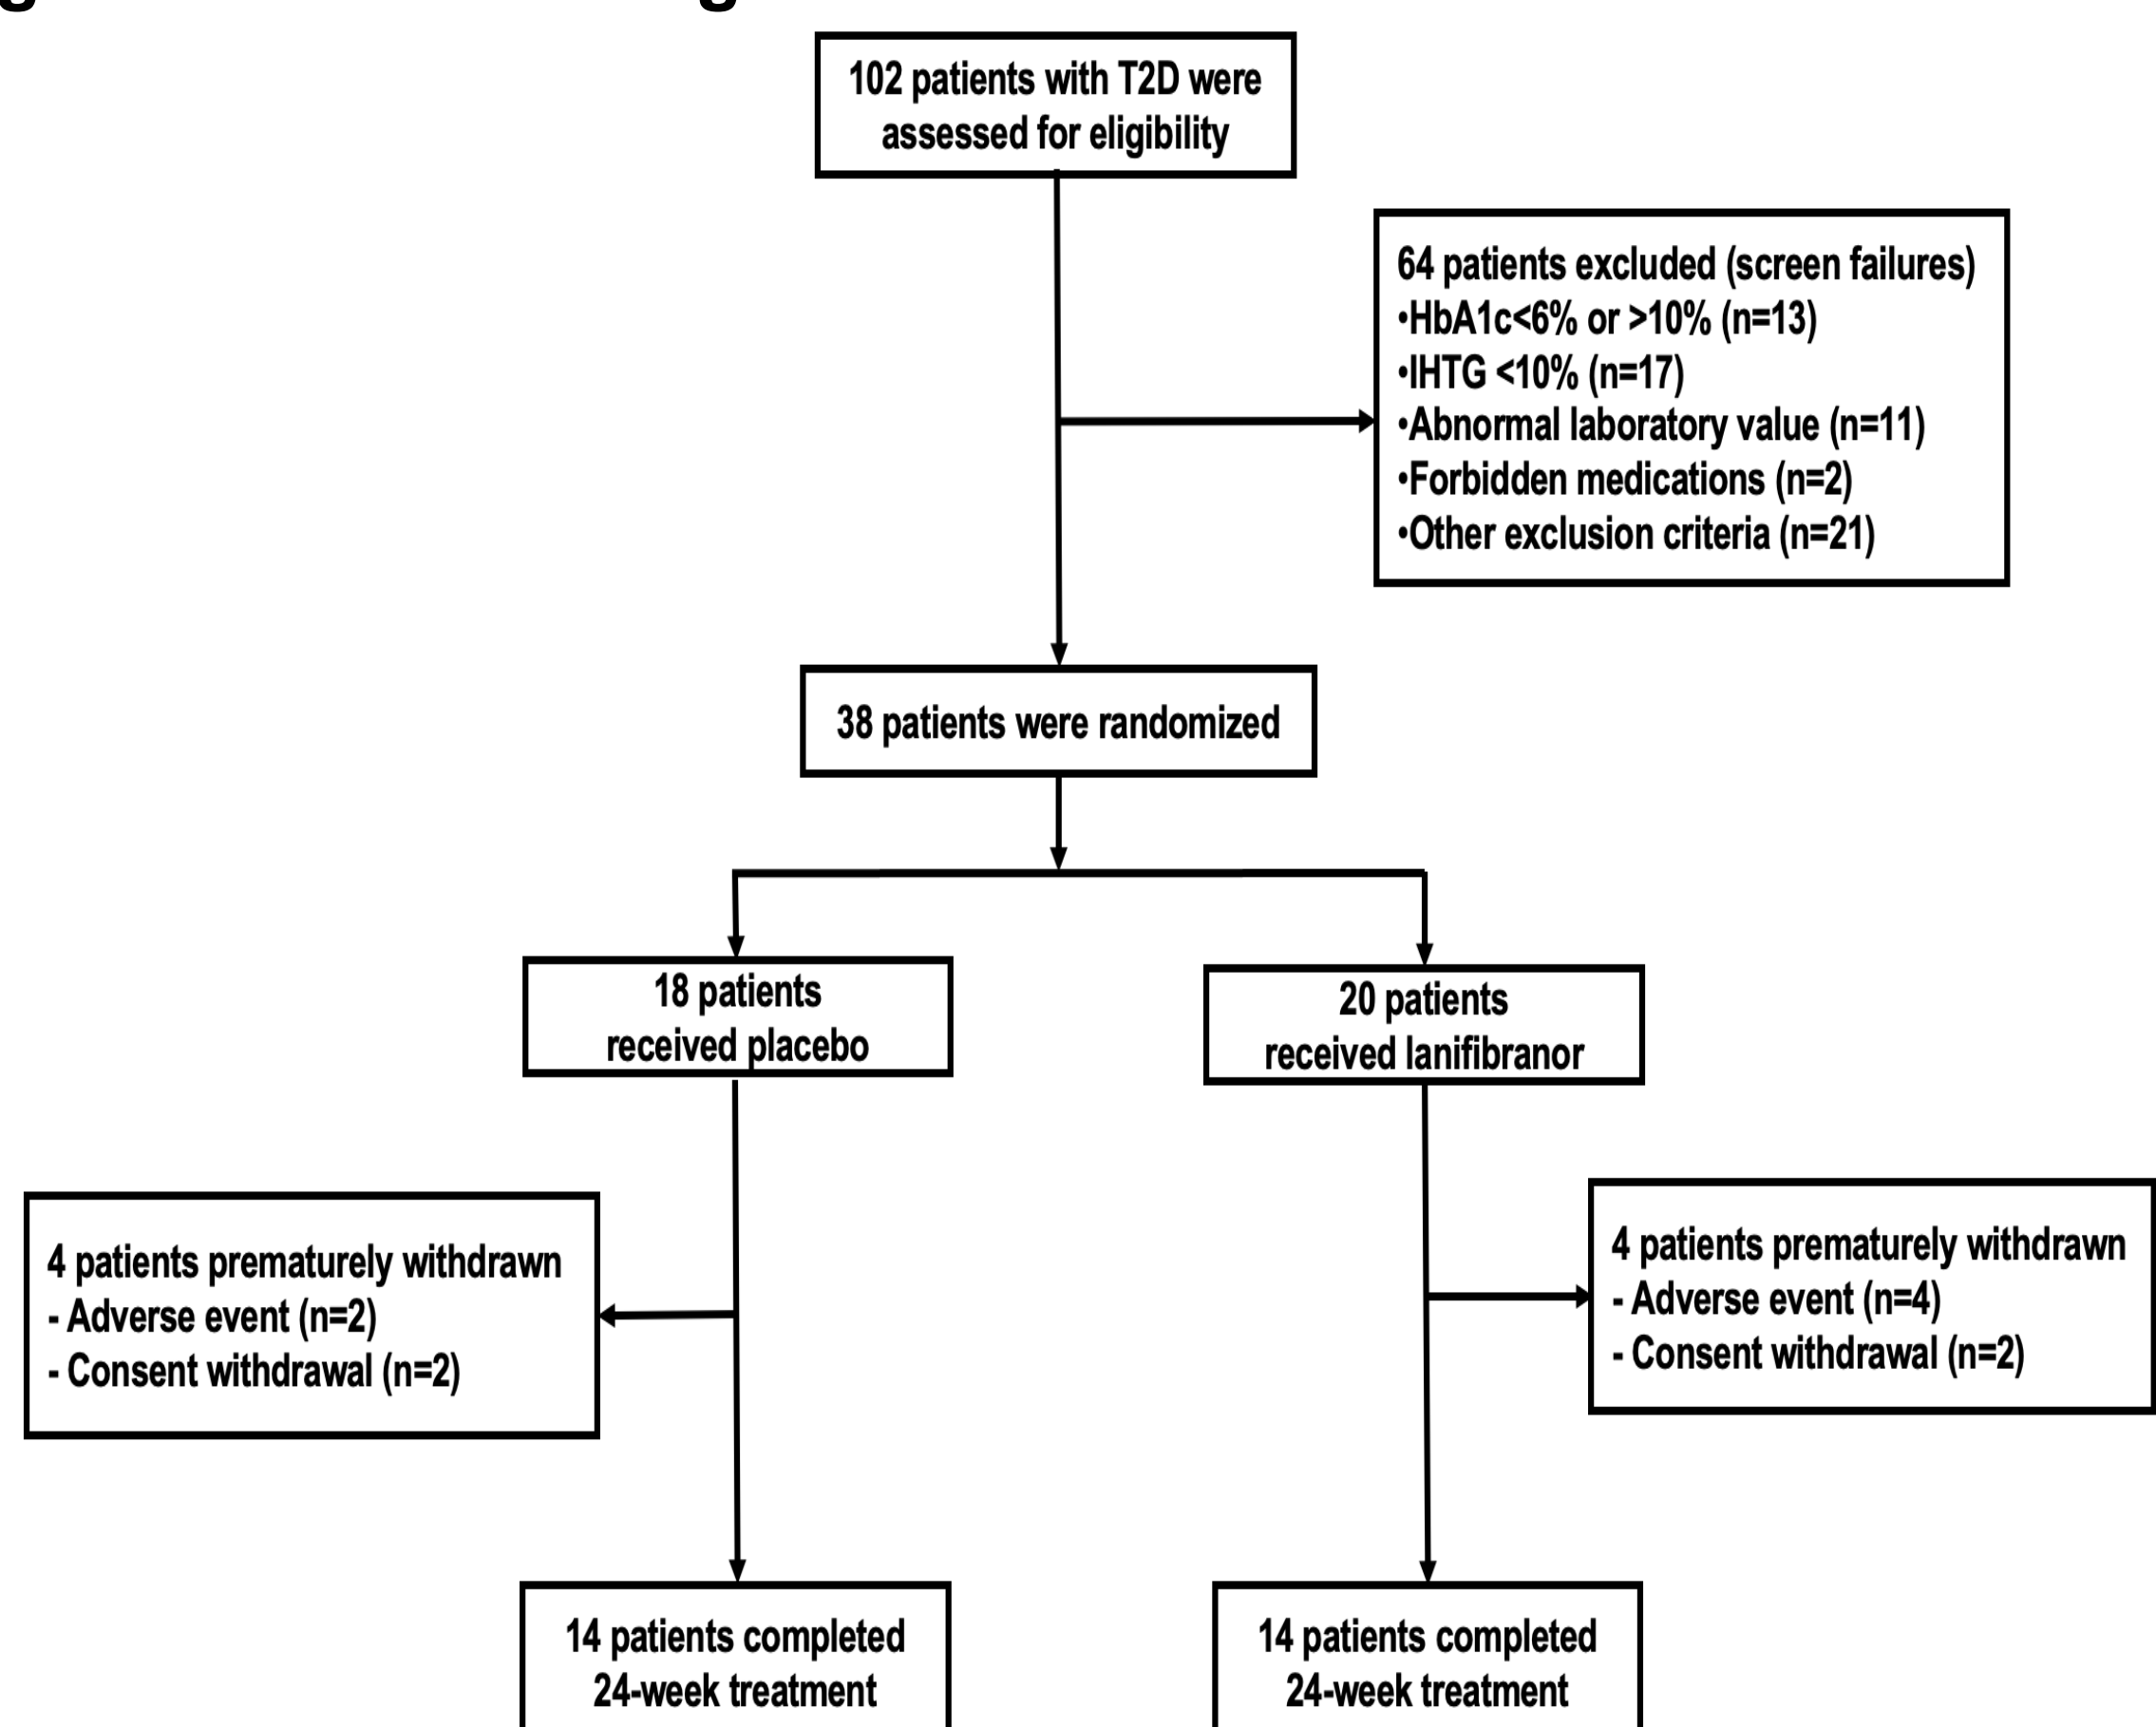 102 patients with T2D were
assessed for eligibility
64 patients excluded (screen failures)
•HbA1c<6% or >10% (n=13)
•IHTG <10% (n=17)
•Abnormal laboratory value (n=11)
•Forbidden medications (n=2)
•Other exclusion criteria (n=21)
38 patients were randomized
18 patients
received placebo
20 patients
received lanifibranor
4 patients prematurely withdrawn
- Adverse event (n=2)
- Consent withdrawal (n=2)
4 patients prematurely withdrawn
- Adverse event (n=4)
- Consent withdrawal (n=2)
14 patients completed
24-week treatment
14 patients completed
24-week treatment